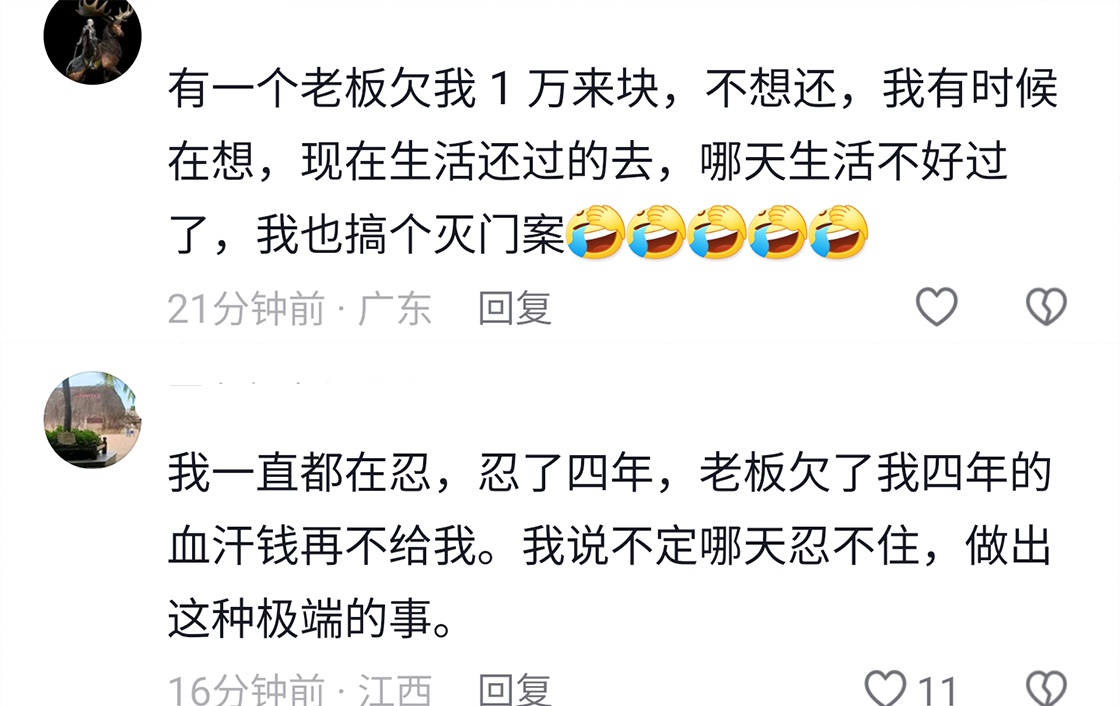 有一个老板欠我 1 万来块，不想还，我有时候
在想，现在生活还过的去，哪天生活不好过
了，我也搞个灭门案🤣🤣🤣🤣🤣
21分钟前 · 广东 回复
我一直都在忍，忍了四年，老板欠了我四年的
血汗钱再不给我。我说不定哪天忍不住，做出
这种极端的事。
16分钟前 · 江西 回复 11